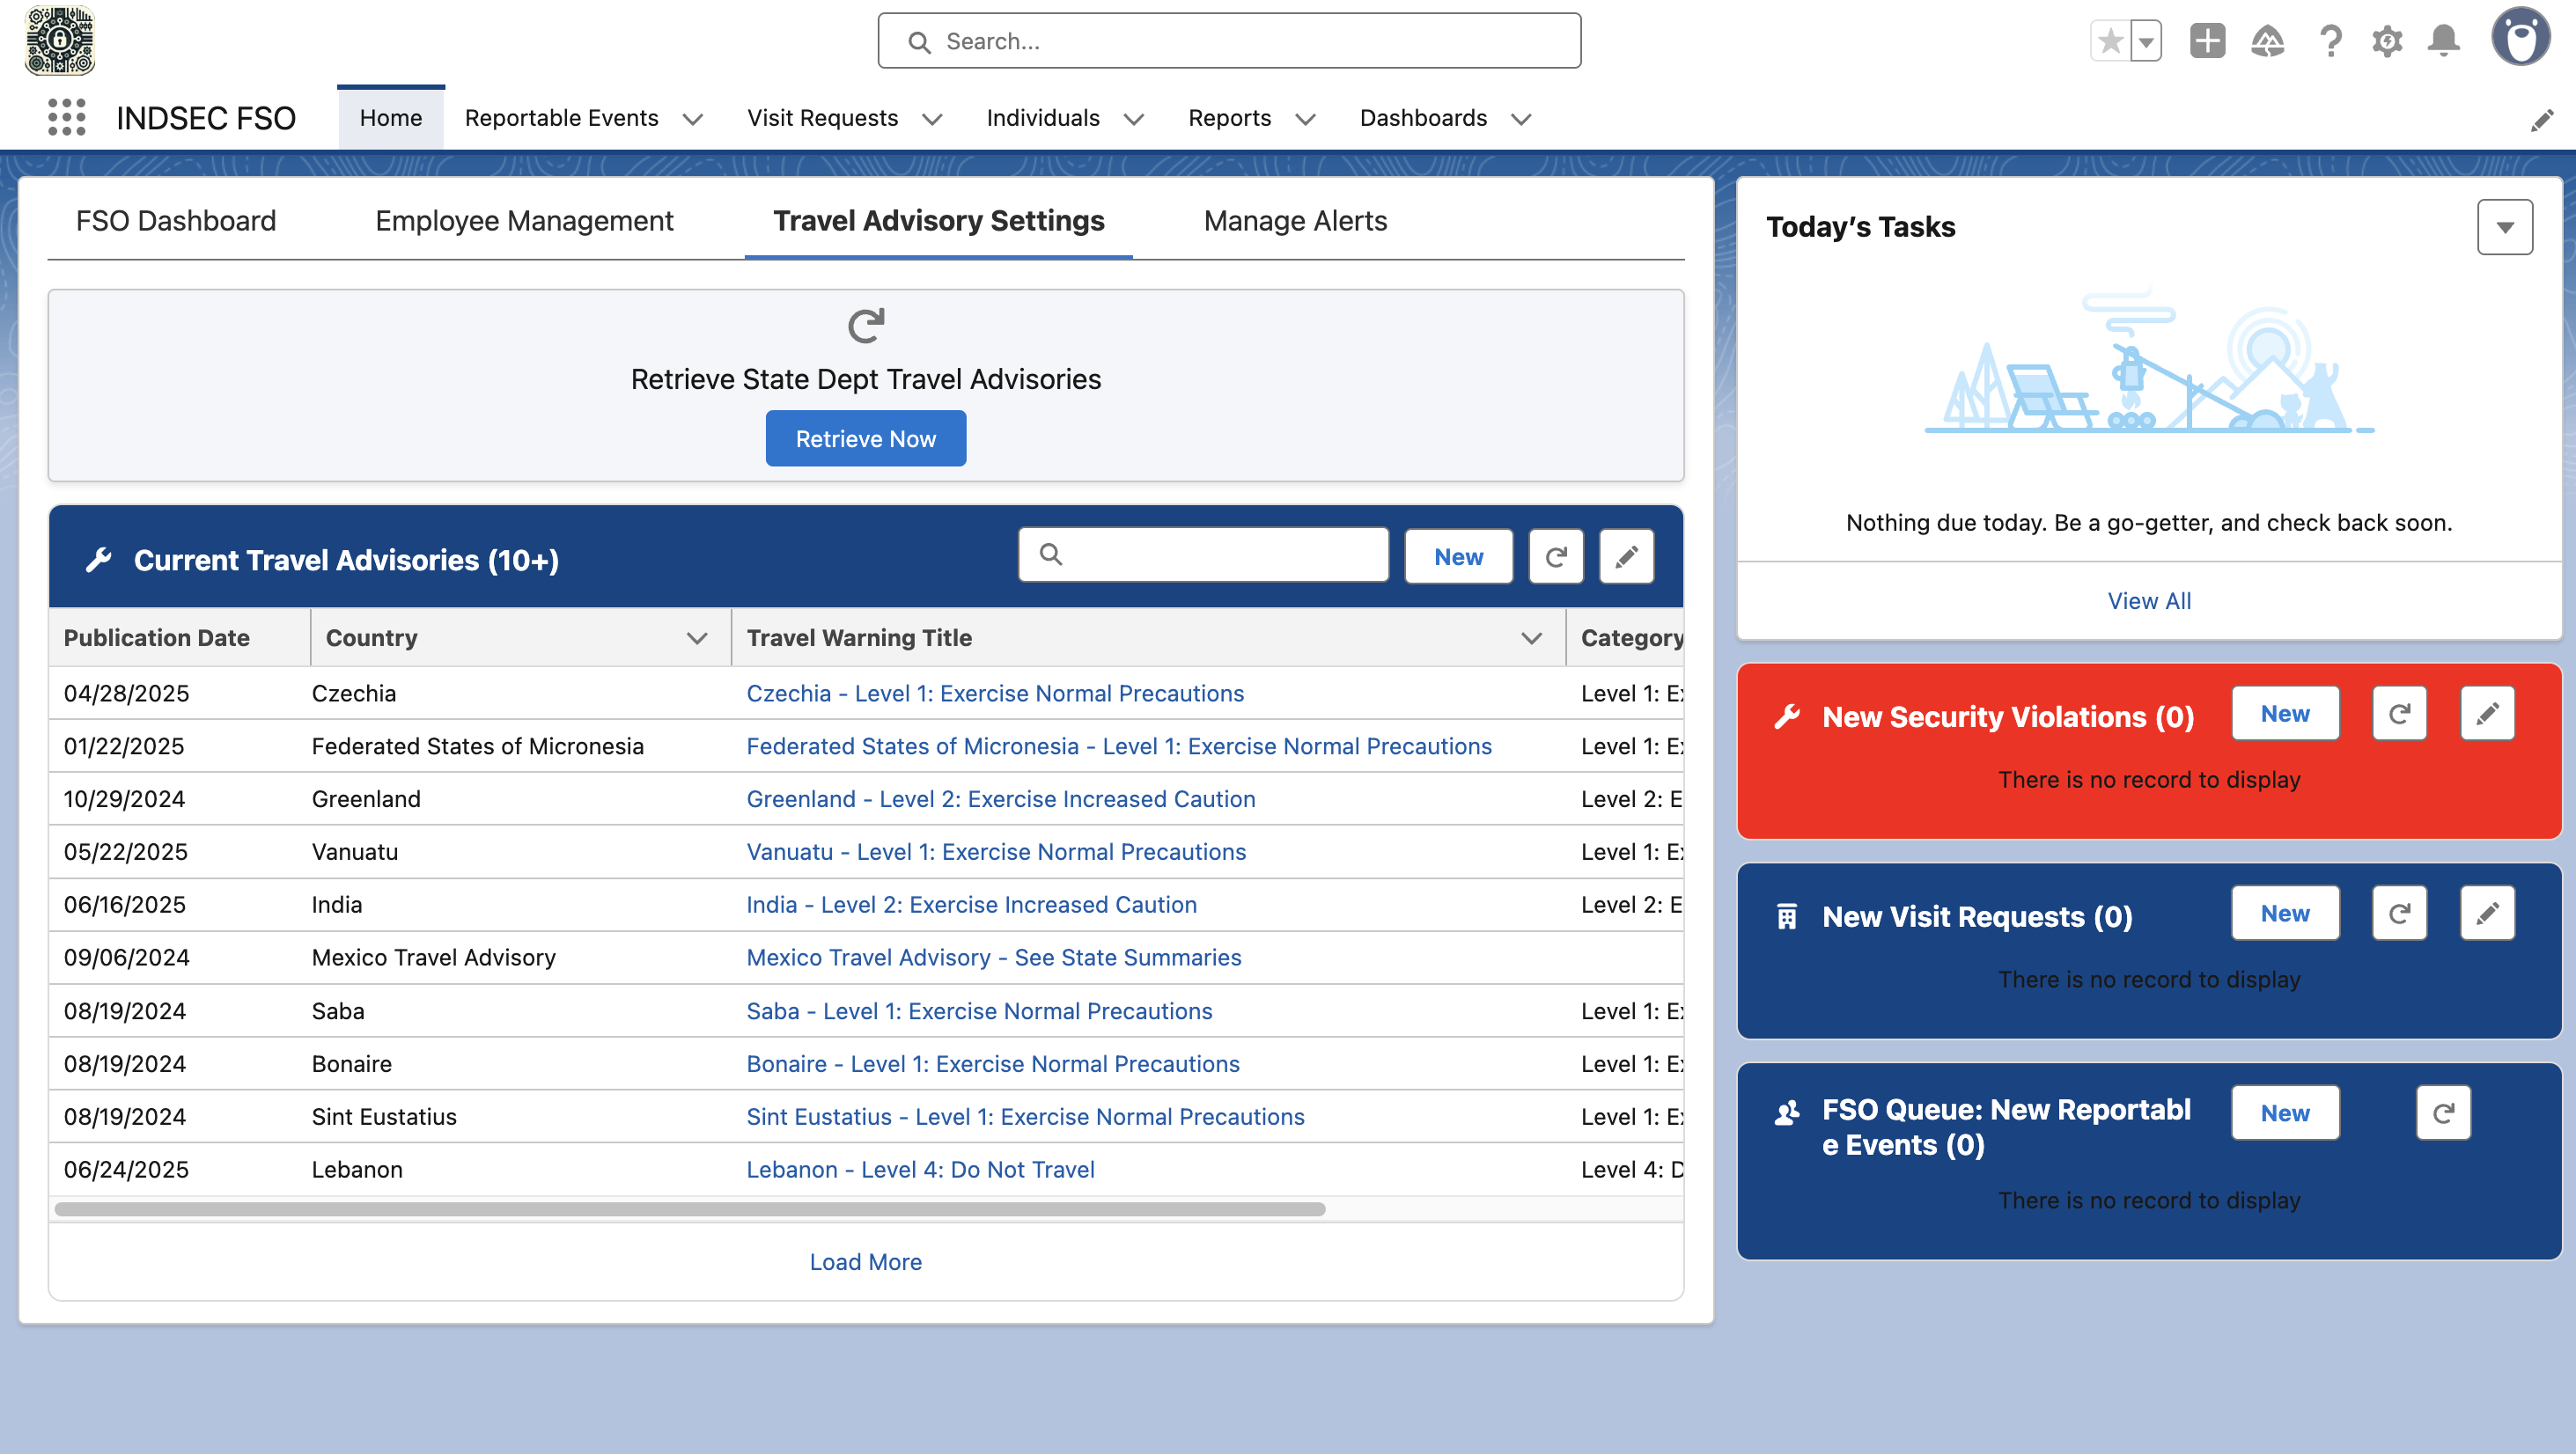 Search...
INDSEC FSO
Home
Reportable Events
Visit Requests
Individuals
Reports
Dashboards
FSO Dashboard
Employee Management
Travel Advisory Settings
Manage Alerts
Retrieve State Dept Travel Advisories
Retrieve Now
Current Travel Advisories (10+)
New
Publication Date Country Travel Warning Title Category
04/28/2025 Czechia Czechia - Level 1: Exercise Normal Precautions Level 1: Ex
01/22/2025 Federated States of Micronesia Federated States of Micronesia - Level 1: Exercise Normal Precautions Level 1: Ex
10/29/2024 Greenland Greenland - Level 2: Exercise Increased Caution Level 2: E
05/22/2025 Vanuatu Vanuatu - Level 1: Exercise Normal Precautions Level 1: Ex
06/16/2025 India India - Level 2: Exercise Increased Caution Level 2: E
09/06/2024 Mexico Travel Advisory Mexico Travel Advisory - See State Summaries
08/19/2024 Saba Saba - Level 1: Exercise Normal Precautions Level 1: Ex
08/19/2024 Bonaire Bonaire - Level 1: Exercise Normal Precautions Level 1: Ex
08/19/2024 Sint Eustatius Sint Eustatius - Level 1: Exercise Normal Precautions Level 1: Ex
06/24/2025 Lebanon Lebanon - Level 4: Do Not Travel Level 4: D
Load More
Today's Tasks
Nothing due today. Be a go-getter, and check back soon.
View All
New Security Violations (0)
New
There is no record to display
New Visit Requests (0)
New
There is no record to display
FSO Queue: New Reportabl
e Events (0)
New
There is no record to display